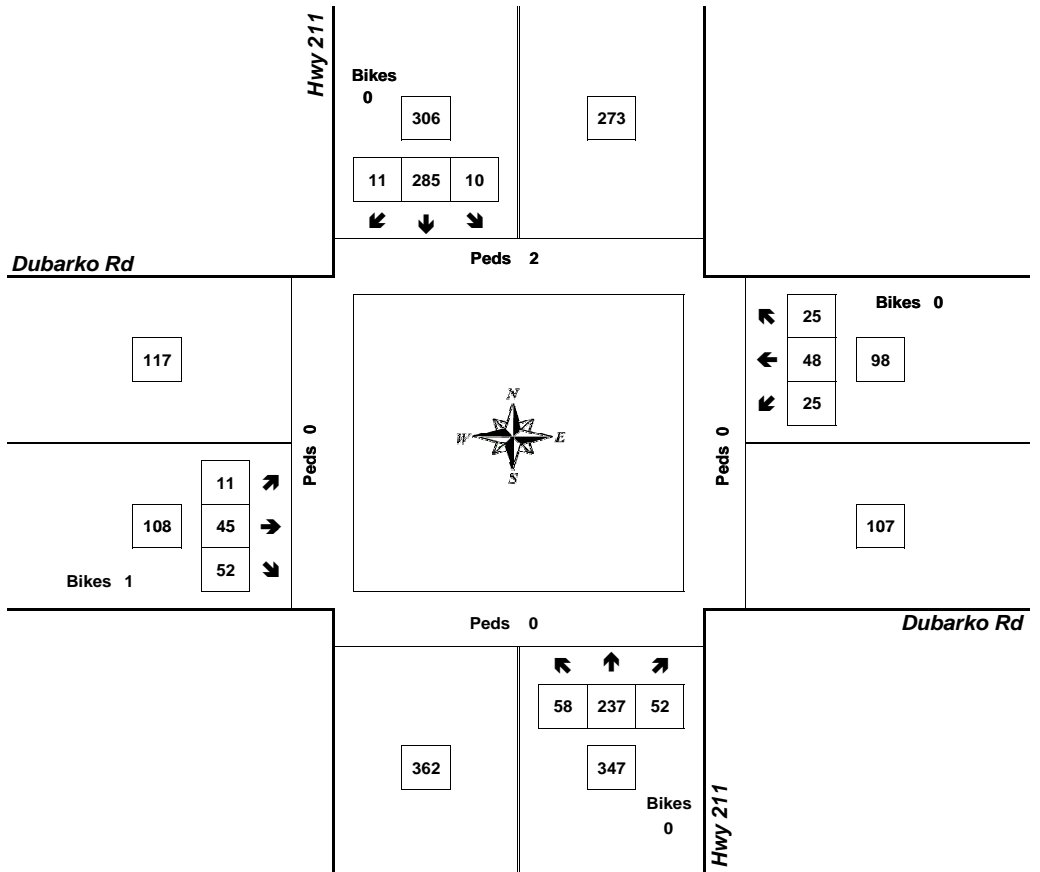 Hwy 211
Bikes
0
306
273
11 285 10
Peds 2
Dubarko Rd
Bikes 0
25
48
25
98
117
N
W E
S
Peds 0
Peds 0
11
45
52
108
107
Bikes 1
Peds 0
Dubarko Rd
58 237 52
362
347
Bikes
0
Hwy 211